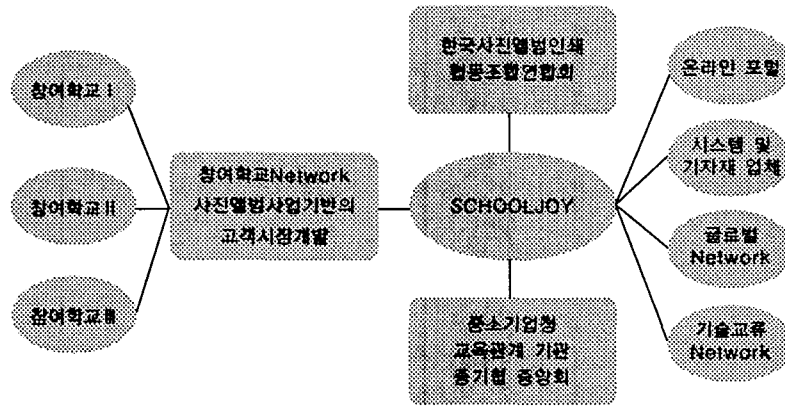 참여학교 I
참여학교 II
참여학교 III
참여학교Network
사진앨범사업기반의
고객시장개발
한국사진앨범인쇄
협동조합연합회
SCHOOLJOY
중소기업청
교육관계 기관
중기협 중앙회
온라인 포털
시스템 및
기자재 업체
글로벌
Network
기술교류
Network